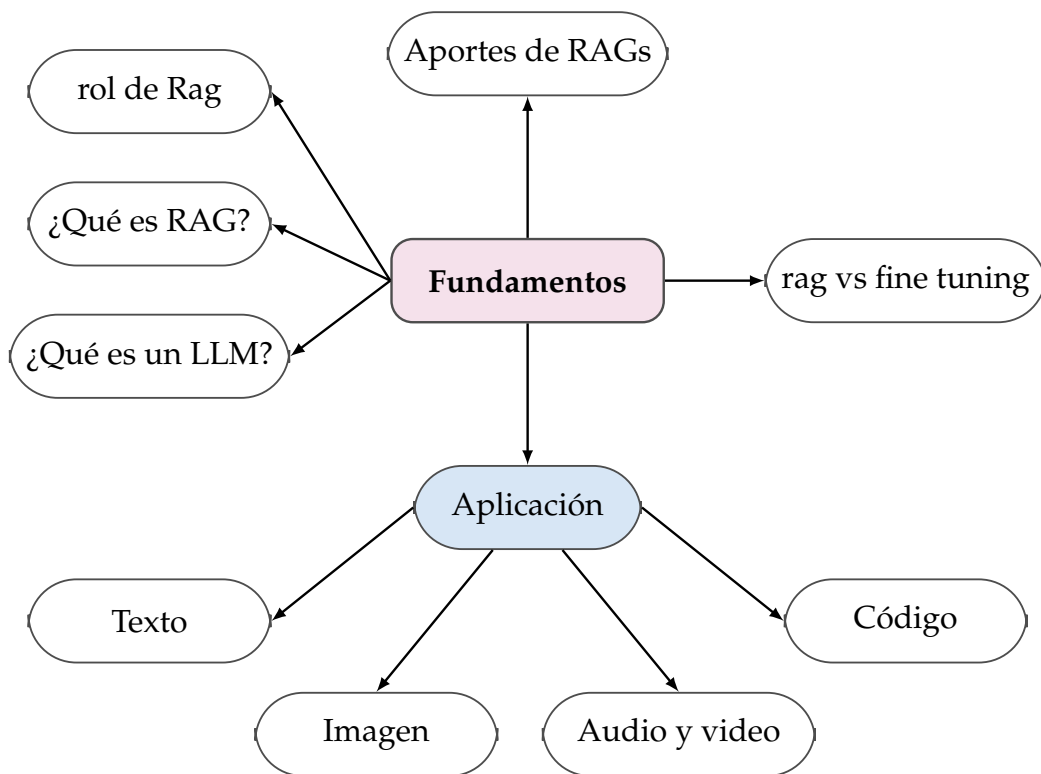 Aportes de RAGs
rol de Rag
¿Qué es RAG?
Fundamentos
rag vs fine tuning
¿Qué es un LLM?
Aplicación
Texto
Código
Imagen
Audio y video